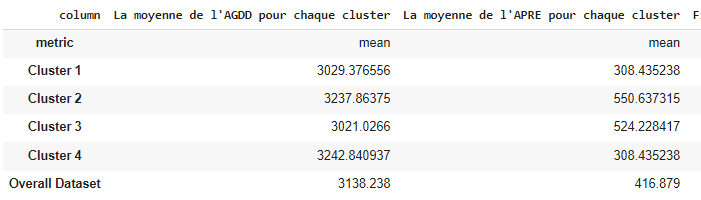 column La moyenne de l'AGDD pour chaque cluster La moyenne de l'APRE pour chaque cluster F
metric mean mean
Cluster 1 3029.376556 308.435238
Cluster 2 3237.86375 550.637315
Cluster 3 3021.0266 524.228417
Cluster 4 3242.840937 308.435238
Overall Dataset 3138.238 416.879